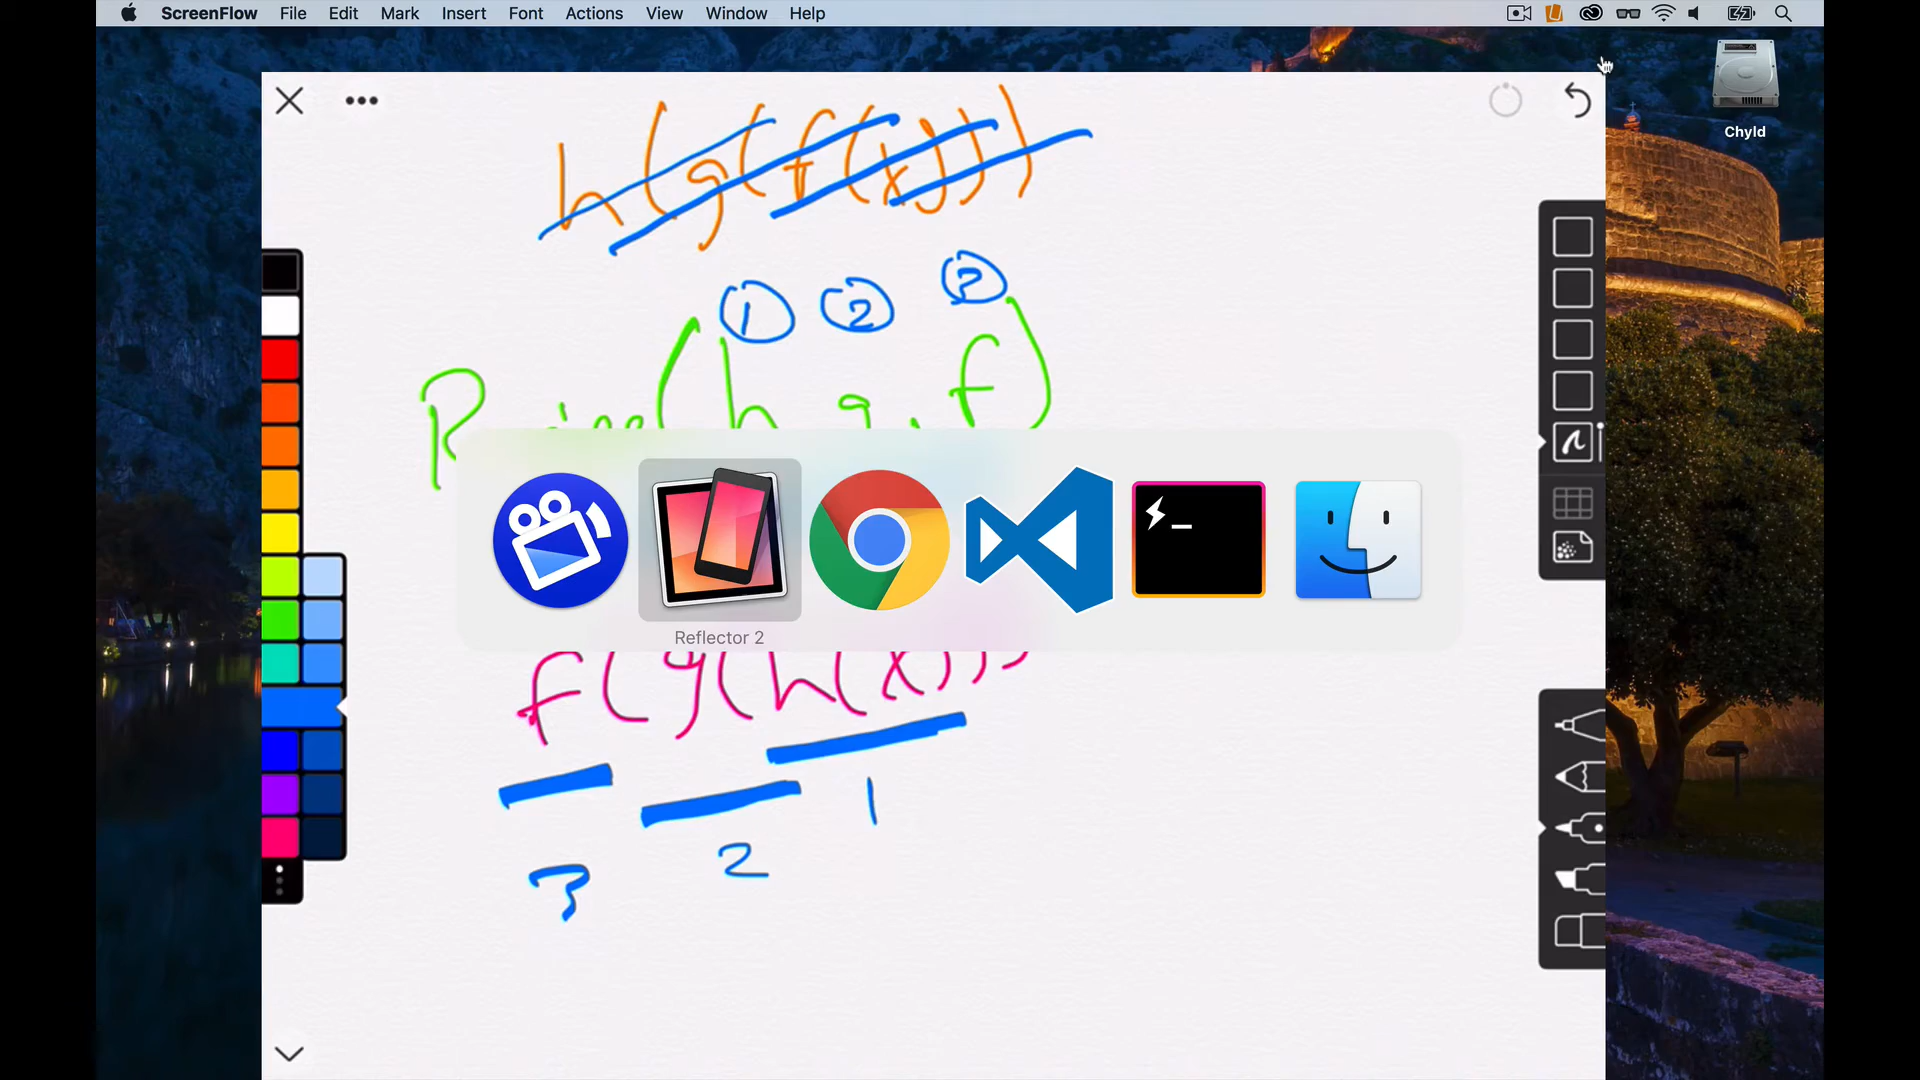 ScreenFlow File Edit Mark Insert Font Actions View Window Help
Chyld
h(g(f(x)))
1 2 3
Pipe(h, g, f)
Reflector 2
f(g(h(x)))
1
2
3